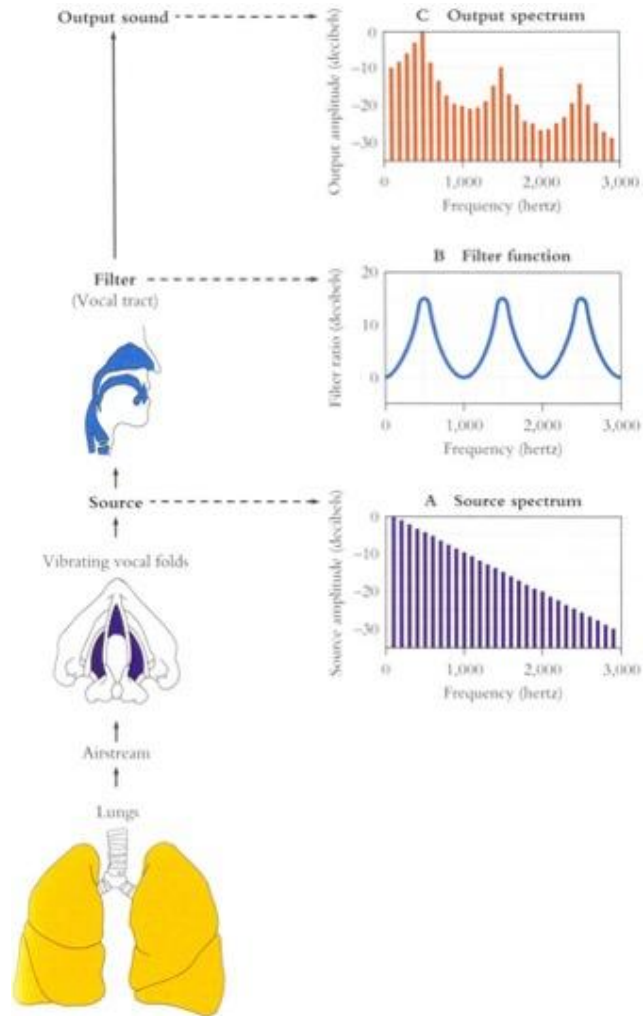 Output sound
C Output spectrum
Output amplitude (decibels)
0
−10
−20
−30
0 1,000 2,000 3,000
Frequency (hertz)
Filter
(Vocal tract)
B Filter function
Filter ratio (decibels)
20
10
0
0 1,000 2,000 3,000
Frequency (hertz)
Source
A Source spectrum
Source amplitude (decibels)
0
−10
−20
−30
0 1,000 2,000 3,000
Frequency (hertz)
Vibrating vocal folds
Airstream
Lungs